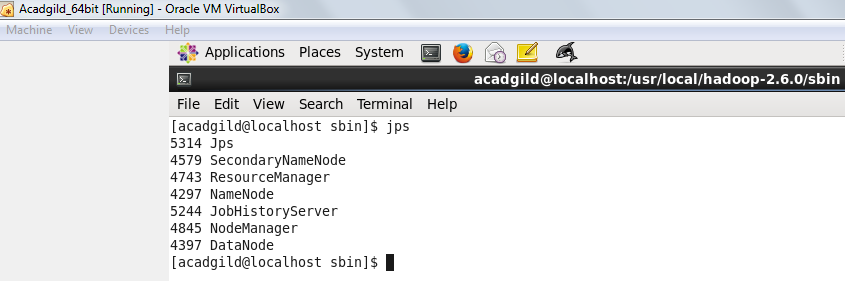 Acadgild_64bit [Running] - Oracle VM VirtualBox
Machine View Devices Help
Applications Places System
acadgild@localhost:/usr/local/hadoop-2.6.0/sbin
File Edit View Search Terminal Help
[acadgild@localhost sbin]$ jps
5314 Jps
4579 SecondaryNameNode
4743 ResourceManager
4297 NameNode
5244 JobHistoryServer
4845 NodeManager
4397 DataNode
[acadgild@localhost sbin]$